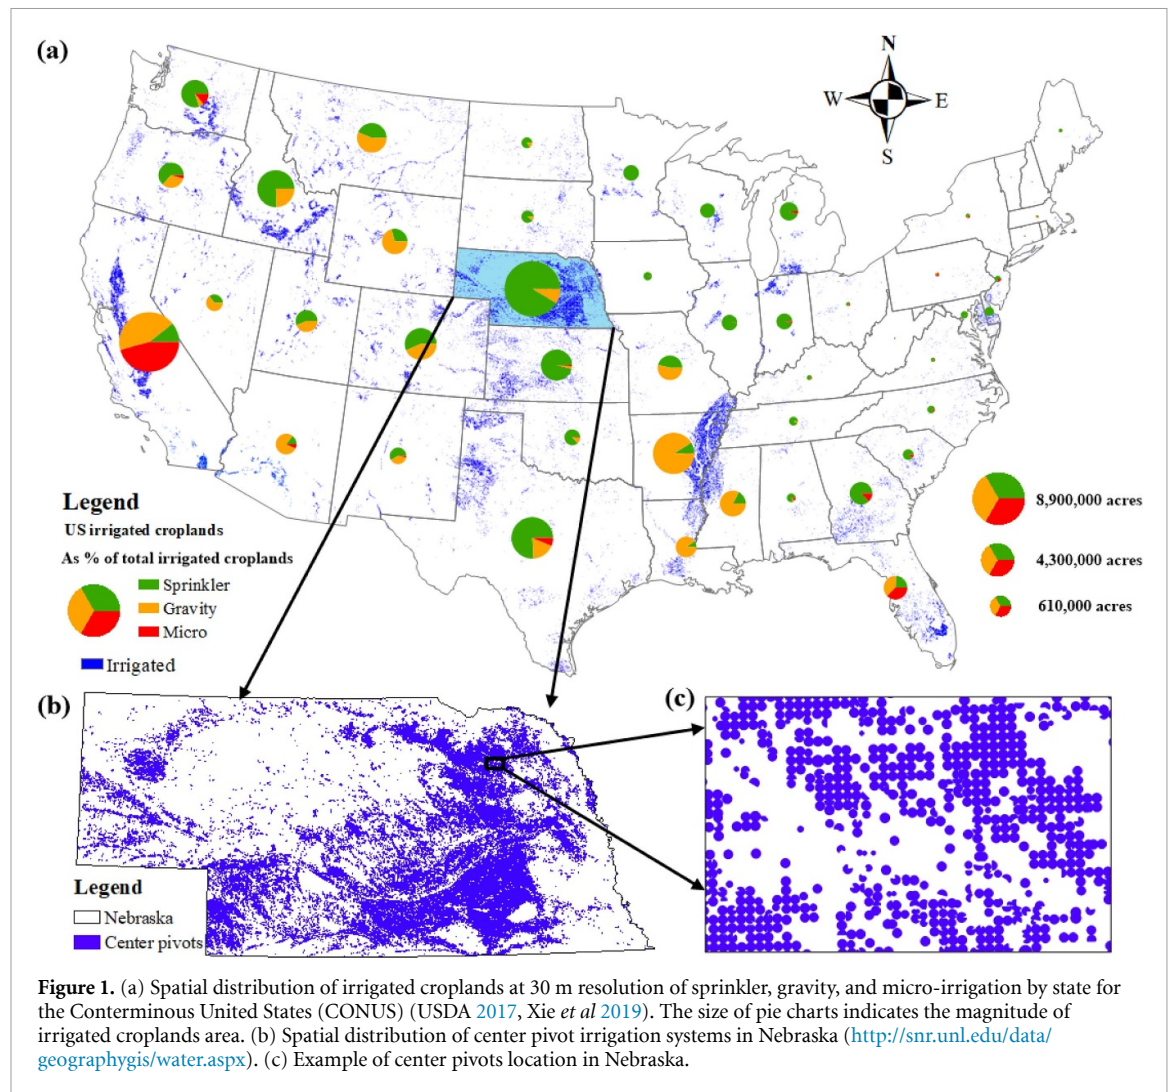 (a)
N
W E
S
Legend
US irrigated croplands
As % of total irrigated croplands
Sprinkler
Gravity
Micro
Irrigated
8,900,000 acres
4,300,000 acres
610,000 acres
(b)
Legend
Nebraska
Center pivots
(c)
Figure 1. (a) Spatial distribution of irrigated croplands at 30 m resolution of sprinkler, gravity, and micro-irrigation by state for
the Conterminous United States (CONUS) (USDA 2017, Xie et al 2019). The size of pie charts indicates the magnitude of
irrigated croplands area. (b) Spatial distribution of center pivot irrigation systems in Nebraska (http://snr.unl.edu/data/
geographygis/water.aspx). (c) Example of center pivots location in Nebraska.